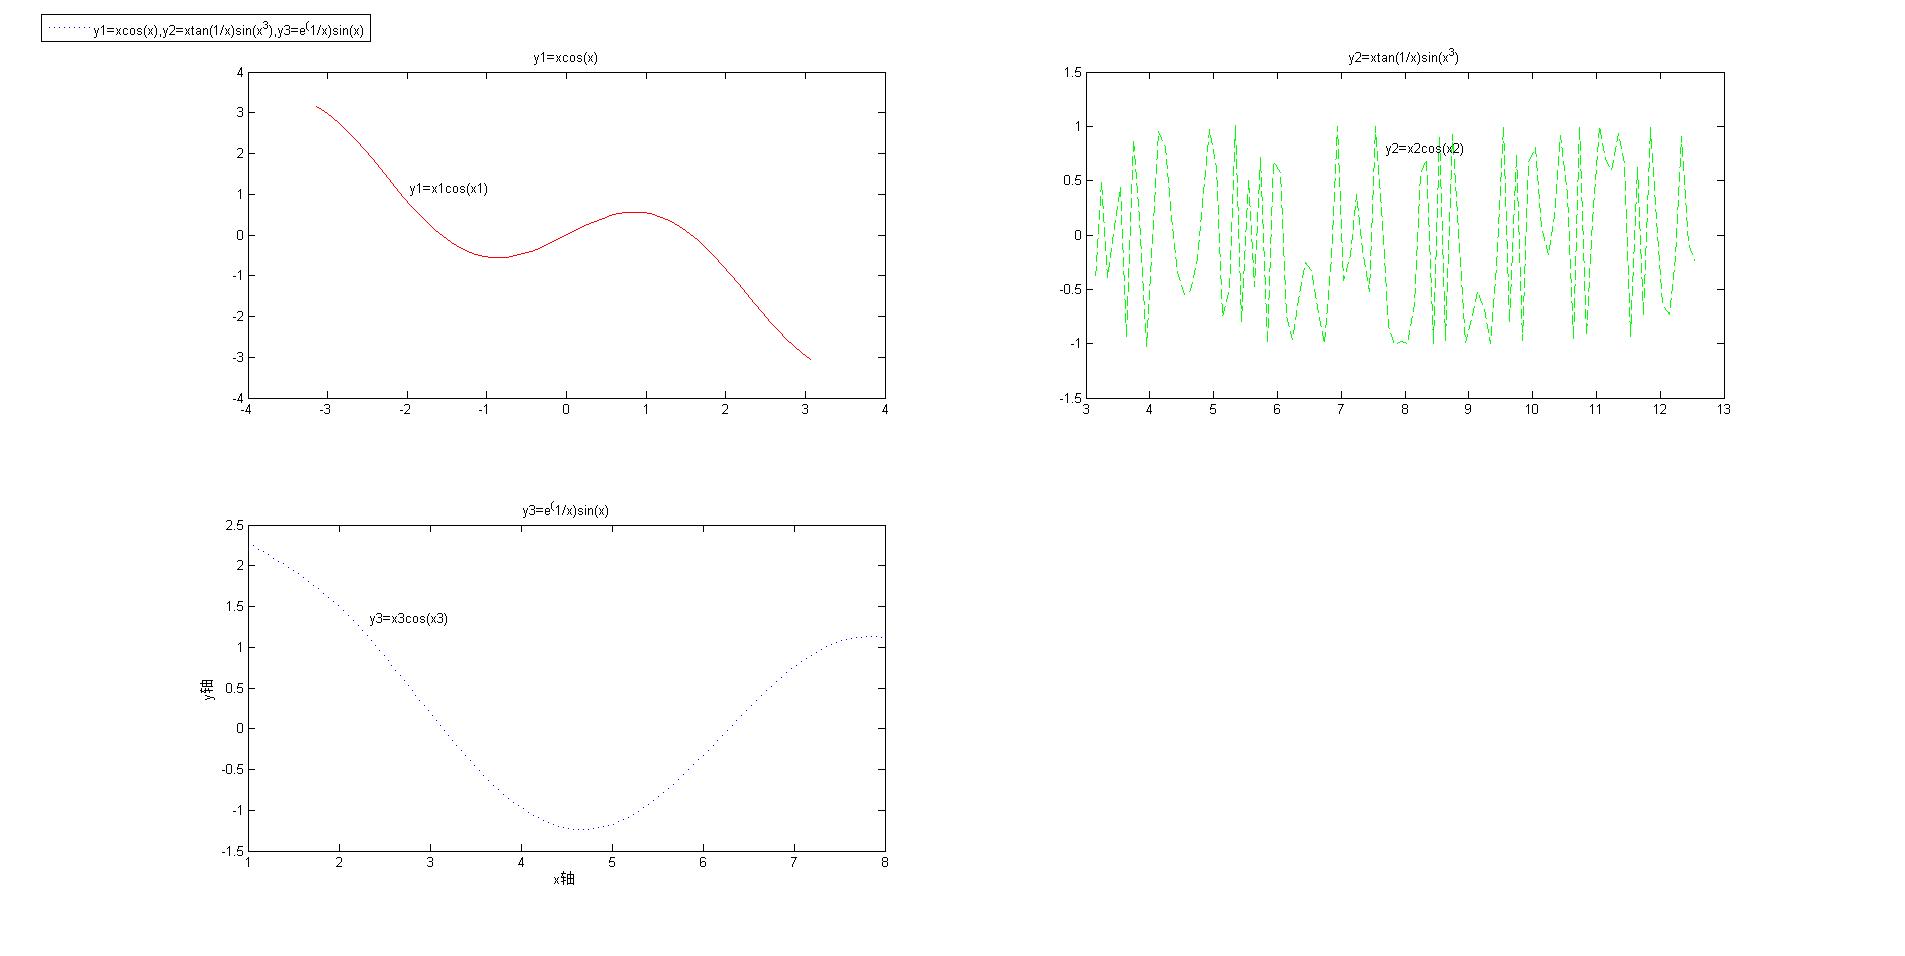 y1=xcos(x),y2=xtan(1/x)sin(x³),y3=e⁽1/x)sin(x)
y1=xcos(x)
4
3
2
1
0
-1
-2
-3
-4
y1=x1cos(x1)
-4 -3 -2 -1 0 1 2 3 4
y2=xtan(1/x)sin(x³)
1.5
1
0.5
0
-0.5
-1
-1.5
y2=x2cos(x2)
3 4 5 6 7 8 9 10 11 12 13
y3=e⁽1/x)sin(x)
2.5
2
1.5
1
0.5
0
-0.5
-1
-1.5
y3=x3cos(x3)
y轴
1 2 3 4 5 6 7 8
x轴